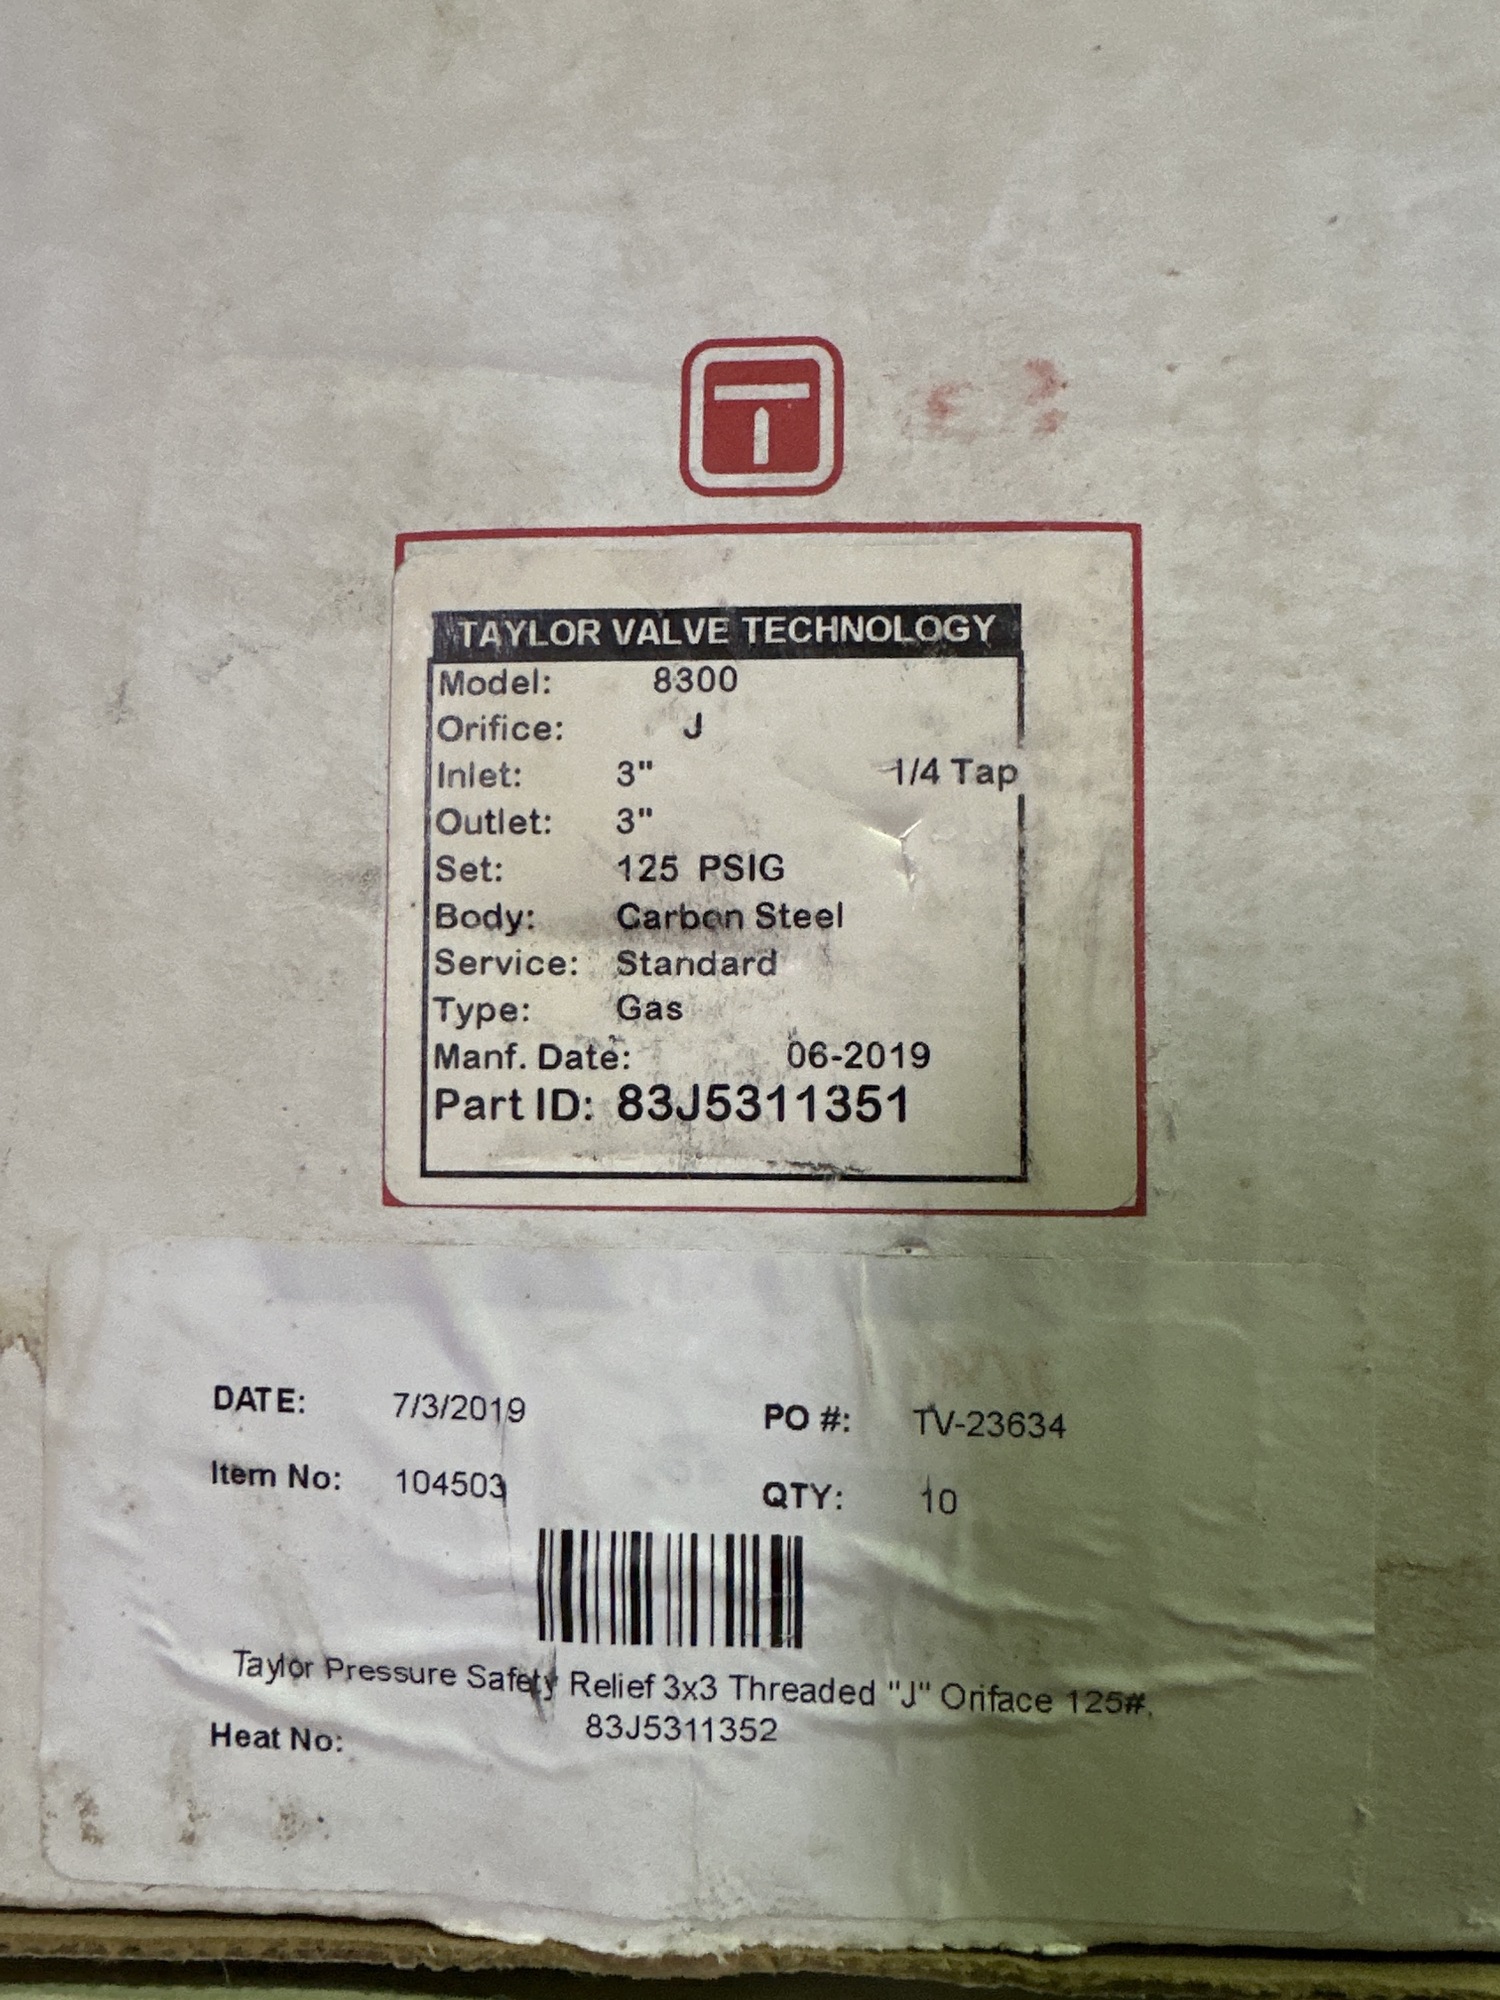 TAYLOR VALVE TECHNOLOGY
Model: 8300
Orifice: J
Inlet: 3" 1/4 Tap
Outlet: 3"
Set: 125 PSIG
Body: Carbon Steel
Service: Standard
Type: Gas
Manf. Date: 06-2019
Part ID: 83J5311351
DATE: 7/3/2019 PO #: TV-23634
Item No: 104503 QTY: 10
Taylor Pressure Safety Relief 3x3 Threaded "J" Oriface 125#.
83J5311352
Heat No: